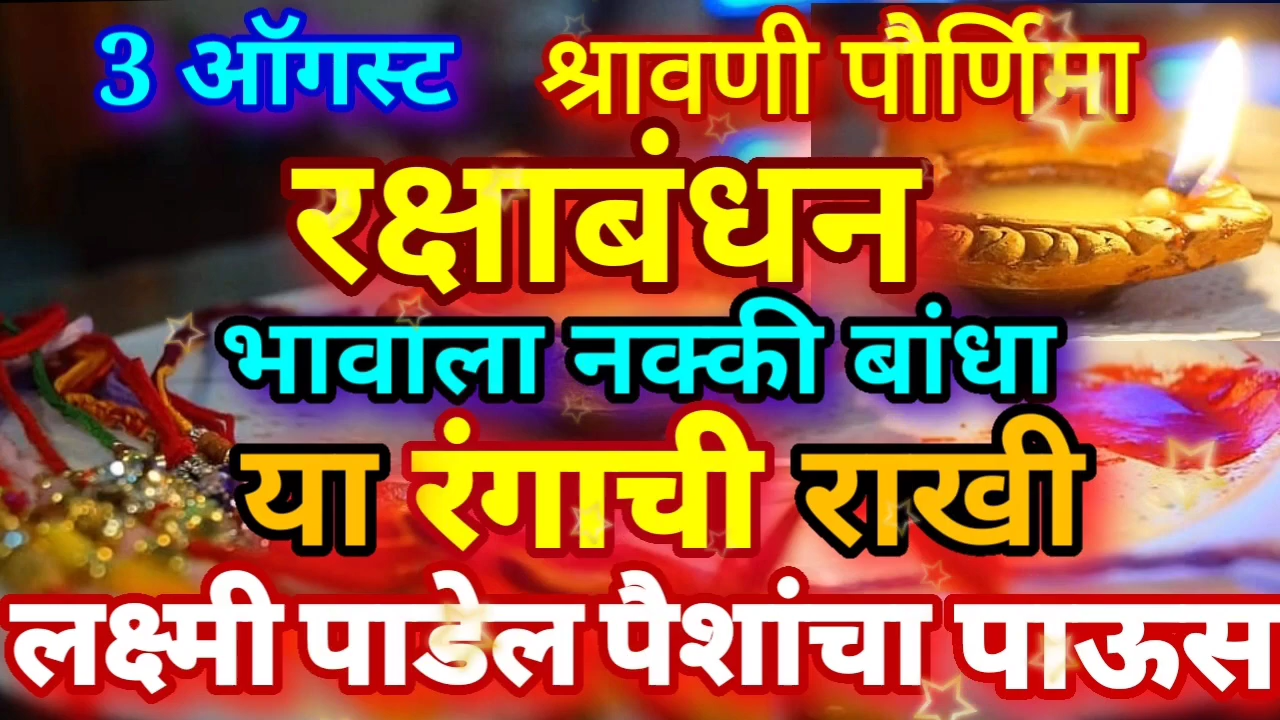 3 ऑगस्ट श्रावणी पौर्णिमा
रक्षाबंधन
भावाला नक्की बांधा
या रंगाची राखी
लक्ष्मी पाडेल पैशांचा पाऊस